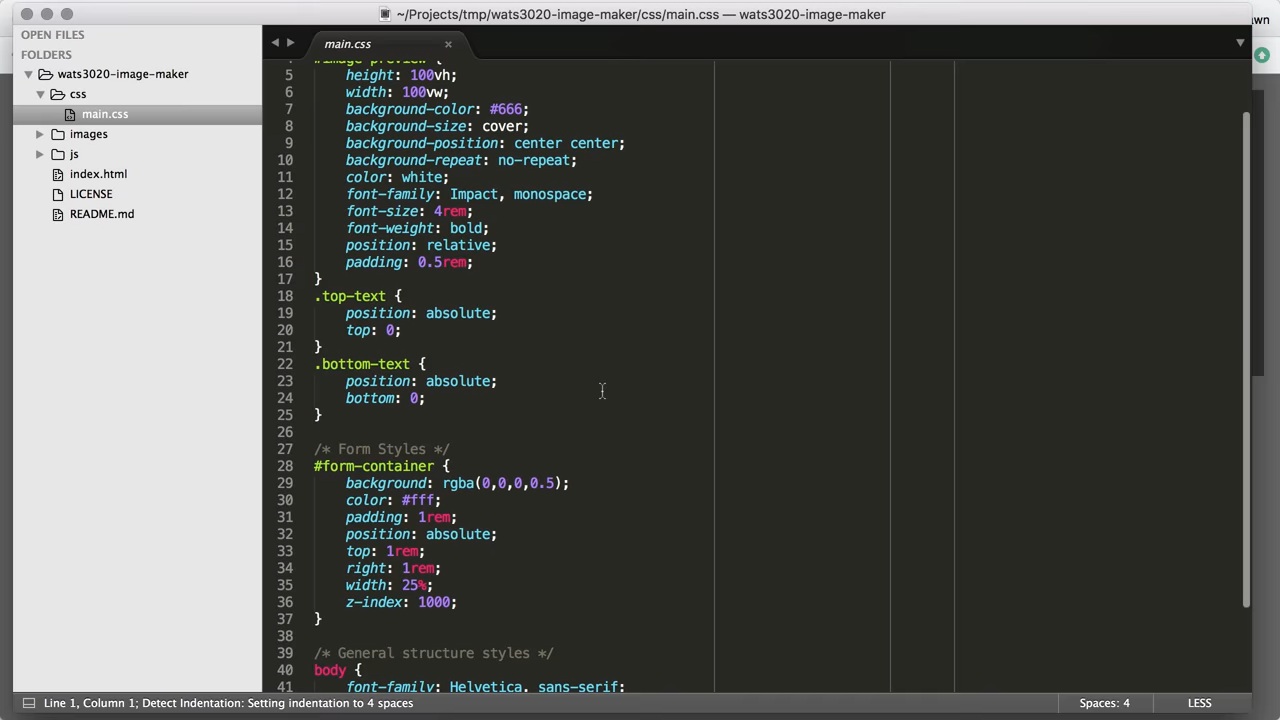 ~/Projects/tmp/wats3020-image-maker/css/main.css — wats3020-image-maker
OPEN FILES
FOLDERS
wats3020-image-maker
css
main.css
images
js
index.html
LICENSE
README.md
main.css
#image-preview {
5 height: 100vh;
6 width: 100vw;
7 background-color: #666;
8 background-size: cover;
9 background-position: center center;
10 background-repeat: no-repeat;
11 color: white;
12 font-family: Impact, monospace;
13 font-size: 4rem;
14 font-weight: bold;
15 position: relative;
16 padding: 0.5rem;
17 }
18 .top-text {
19 position: absolute;
20 top: 0;
21 }
22 .bottom-text {
23 position: absolute;
24 bottom: 0;
25 }
26
27 /* Form Styles */
28 #form-container {
29 background: rgba(0,0,0,0.5);
30 color: #fff;
31 padding: 1rem;
32 position: absolute;
33 top: 1rem;
34 right: 1rem;
35 width: 25%;
36 z-index: 1000;
37 }
38
39 /* General structure styles */
40 body {
41 font-family: Helvetica, sans-serif;
Line 1, Column 1; Detect Indentation: Setting indentation to 4 spaces
Spaces: 4
LESS